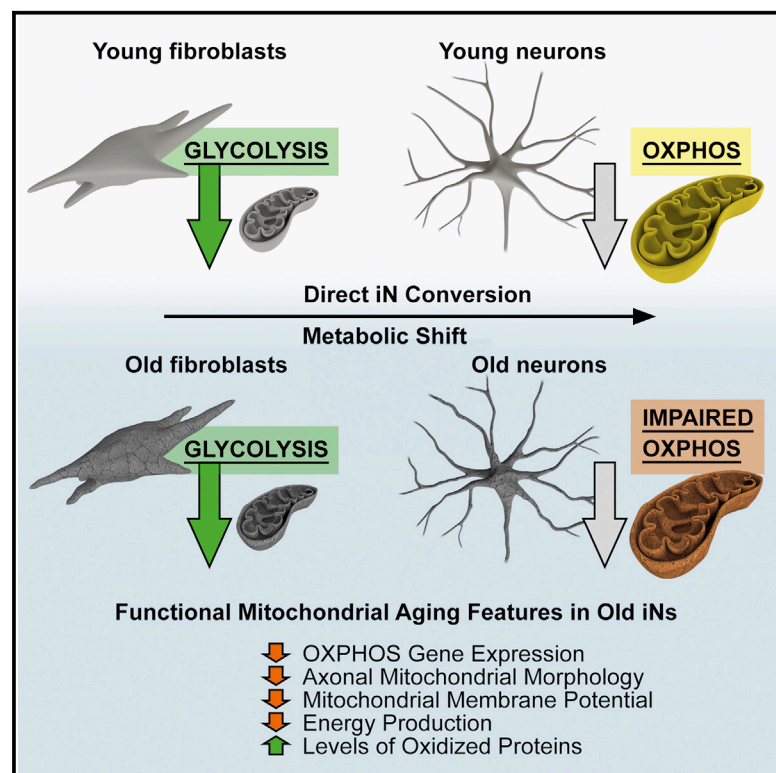 Young fibroblasts
Young neurons
GLYCOLYSIS
OXPHOS
Direct iN Conversion
Metabolic Shift
Old fibroblasts
Old neurons
GLYCOLYSIS
IMPAIRED
OXPHOS
Functional Mitochondrial Aging Features in Old iNs
OXPHOS Gene Expression
Axonal Mitochondrial Morphology
Mitochondrial Membrane Potential
Energy Production
Levels of Oxidized Proteins